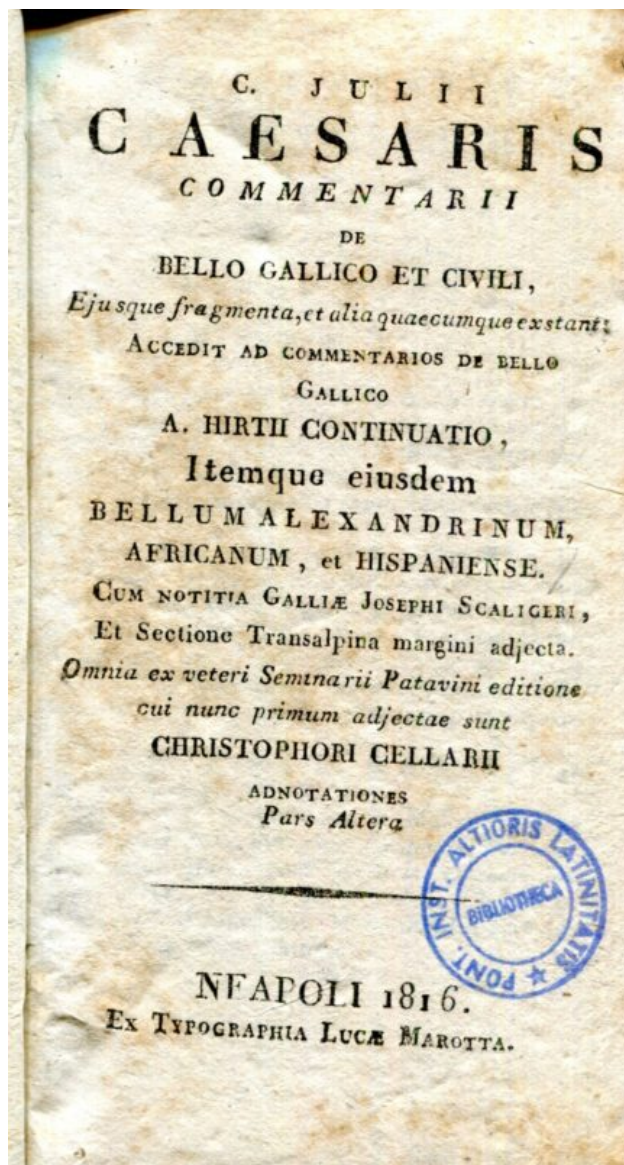 C. JULII
CAESARIS
COMMENTARII
DE
BELLO GALLICO ET CIVILI,
Ejusque fragmenta, et alia quaecumque exstant;
ACCEDIT AD COMMENTARIOS DE BELLO
GALLICO
A. HIRTII CONTINUATIO,
Itemque eiusdem
BELLUM ALEXANDRINUM,
AFRICANUM, et HISPANIENSE.
CUM NOTITIA GALLIÆ JOSEPHI SCALIGERI,
Et Sectione Transalpina margini adjecta.
Omnia ex veteri Seminarii Patavini editione
cui nunc primum adjectae sunt
CHRISTOPHORI CELLARII
ADNOTATIONES
Pars Altera
PONT. INST. ALTIORIS LATINITATIS
BIBLIOTHECA
NEAPOLI 1816.
EX TYPOGRAPHIA LUCÆ MAROTTA.